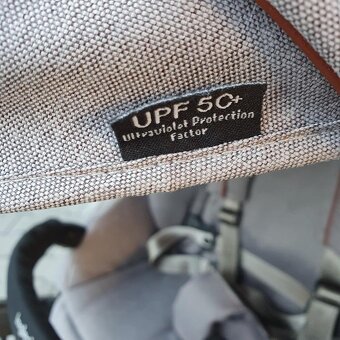 UPF 50+
Ultraviolet Protection
Factor